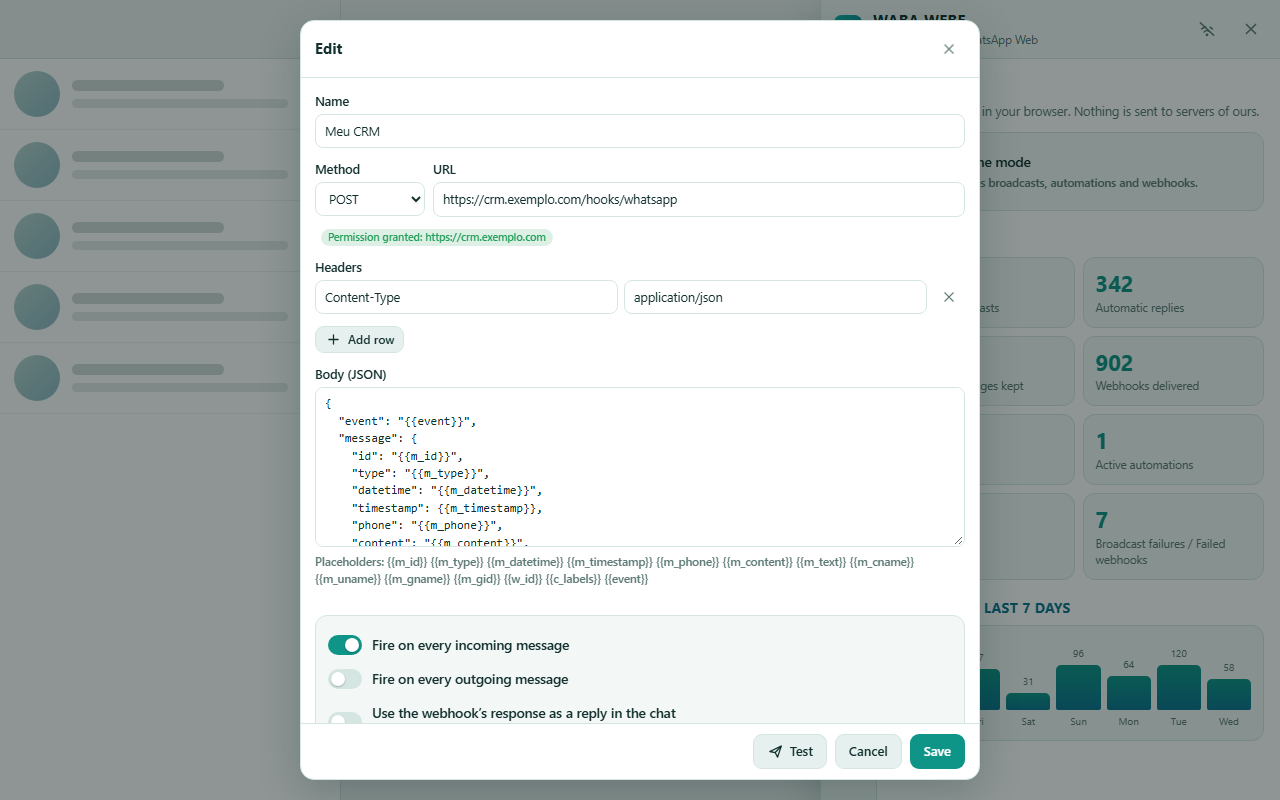 Edit
Name
Meu CRM
Method
URL
POST
https://crm.exemplo.com/hooks/whatsapp
Permission granted: https://crm.exemplo.com
Headers
Content-Type
application/json
Add row
Body (JSON)
{
"event": "{{event}}",
"message": {
"id": "{{m_id}}",
"type": "{{m_type}}",
"datetime": "{{m_datetime}}",
"timestamp": {{m_timestamp}},
"phone": "{{m_phone}}",
"content": "{{m_content}}",
Placeholders: {{m_id}} {{m_type}} {{m_datetime}} {{m_timestamp}} {{m_phone}} {{m_content}} {{m_text}} {{m_cname}}
{{m_uname}} {{m_gname}} {{m_gid}} {{w_id}} {{c_labels}} {{event}}
Fire on every incoming message
Fire on every outgoing message
Use the webhook's response as a reply in the chat
Test
Cancel
Save
App Web
in your browser. Nothing is sent to servers of ours.
mode
broadcasts, automations and webhooks.
342
Automatic replies
902
kept
Webhooks delivered
1
Active automations
7
Broadcast failures / Failed
webhooks
LAST 7 DAYS
31
96
64
120
58
Sat
Sun
Mon
Tue
Wed